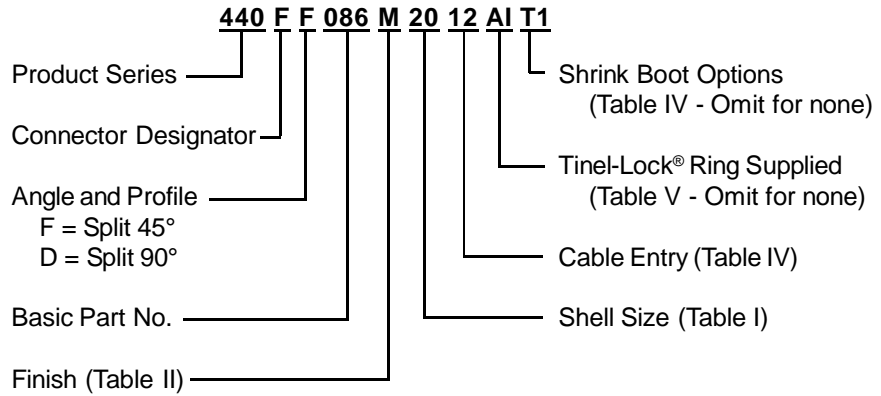 440 F F 086 M 20 12 AI T1
Product Series
Connector Designator
Angle and Profile
F = Split 45°
D = Split 90°
Basic Part No.
Finish (Table II)
Shrink Boot Options
(Table IV - Omit for none)
Tinel-Lock® Ring Supplied
(Table V - Omit for none)
Cable Entry (Table IV)
Shell Size (Table I)